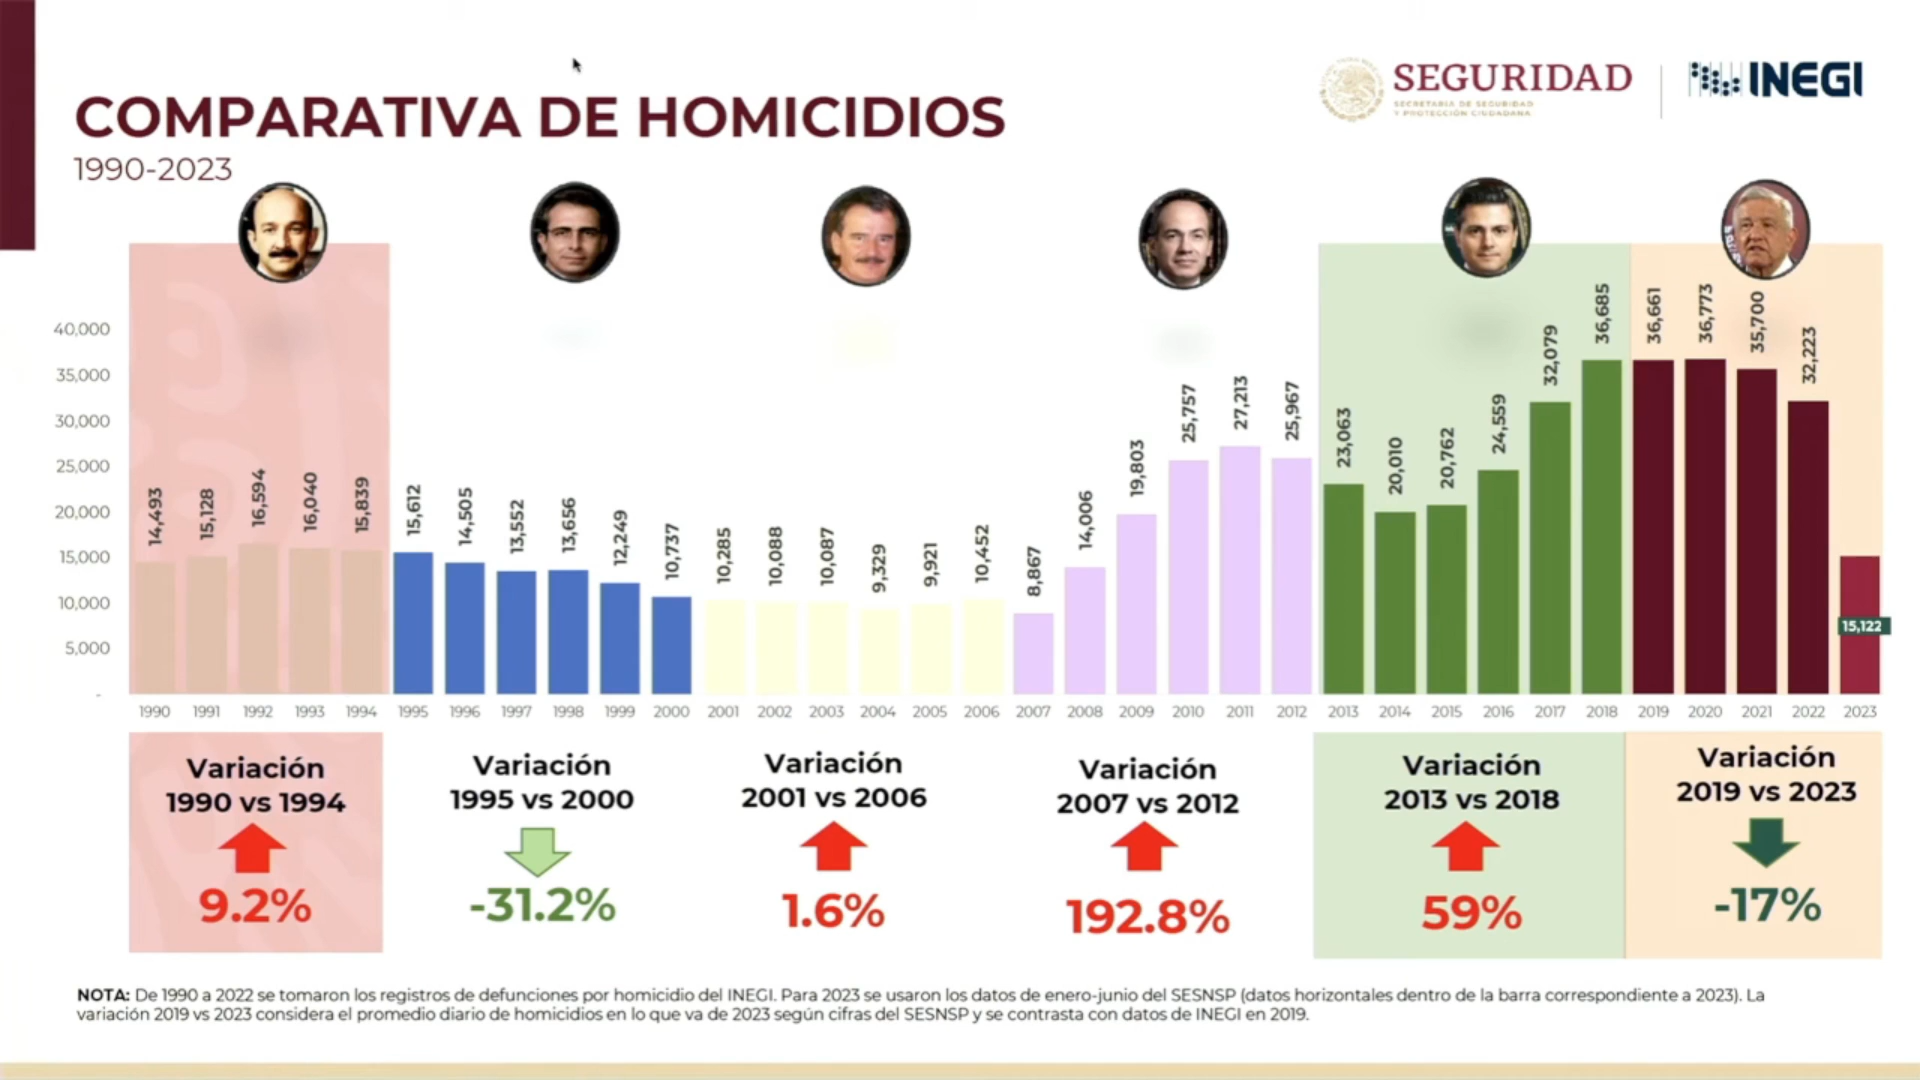 SEGURIDAD
SECRETARÍA DE SEGURIDAD
Y PROTECCIÓN CIUDADANA
INEGI
COMPARATIVA DE HOMICIDIOS
1990-2023
40,000
35,000
30,000
25,000
20,000
15,000
10,000
5,000
-
14,493
15,128
16,594
16,040
15,839
15,612
14,505
13,552
13,656
12,249
10,737
10,285
10,088
10,087
9,329
9,921
10,452
8,867
14,006
19,803
25,757
27,213
25,967
23,063
20,010
20,762
24,559
32,079
36,685
36,661
36,773
35,700
32,223
15,122
1990 1991 1992 1993 1994 1995 1996 1997 1998 1999 2000 2001 2002 2003 2004 2005 2006 2007 2008 2009 2010 2011 2012 2013 2014 2015 2016 2017 2018 2019 2020 2021 2022 2023
Variación
1990 vs 1994
9.2%
Variación
1995 vs 2000
-31.2%
Variación
2001 vs 2006
1.6%
Variación
2007 vs 2012
192.8%
Variación
2013 vs 2018
59%
Variación
2019 vs 2023
-17%
NOTA: De 1990 a 2022 se tomaron los registros de defunciones por homicidio del INEGI. Para 2023 se usaron los datos de enero-junio del SESNSP (datos horizontales dentro de la barra correspondiente a 2023). La
variación 2019 vs 2023 considera el promedio diario de homicidios en lo que va de 2023 según cifras del SESNSP y se contrasta con datos de INEGI en 2019.